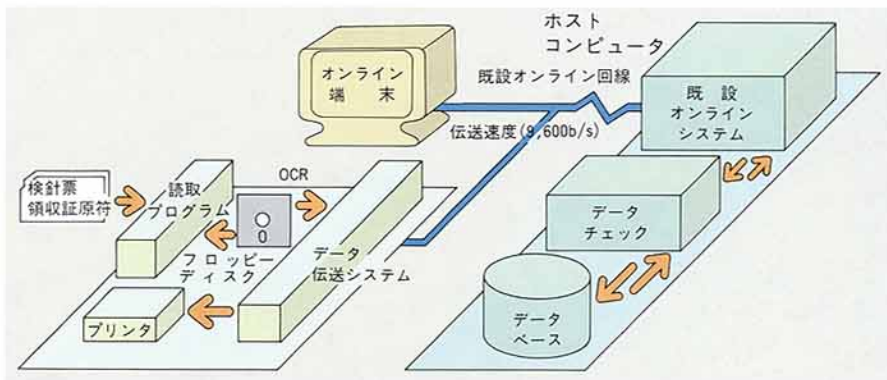 ホスト
コンピュータ
オンライン
端末
既設オンライン回線
伝送速度(9,600b/s)
既設
オンライン
システム
OCR
検針票
領収証原符
読取
プログラム
フロッピー
ディスク
データ
伝送システム
プリンタ
データ
チェック
データ
ベース